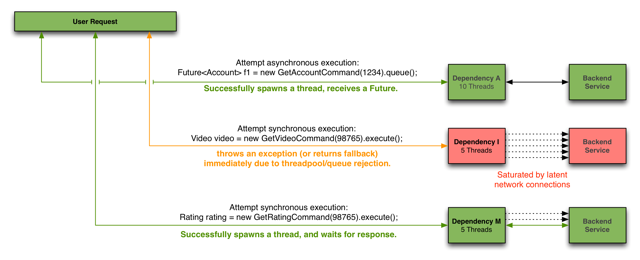 User Request
Attempt asynchronous execution:
Future<Account> f1 = new GetAccountCommand(1234).queue();
Successfully spawns a thread, receives a Future.
Dependency A
10 Threads
Backend
Service
Attempt synchronous execution:
Video video = new GetVideoCommand(98765).execute();
throws an exception (or returns fallback)
immediately due to threadpool/queue rejection.
Dependency I
5 Threads
Backend
Service
Saturated by latent
network connections
Attempt synchronous execution:
Rating rating = new GetRatingCommand(98765).execute();
Successfully spawns a thread, and waits for response.
Dependency M
5 Threads
Backend
Service